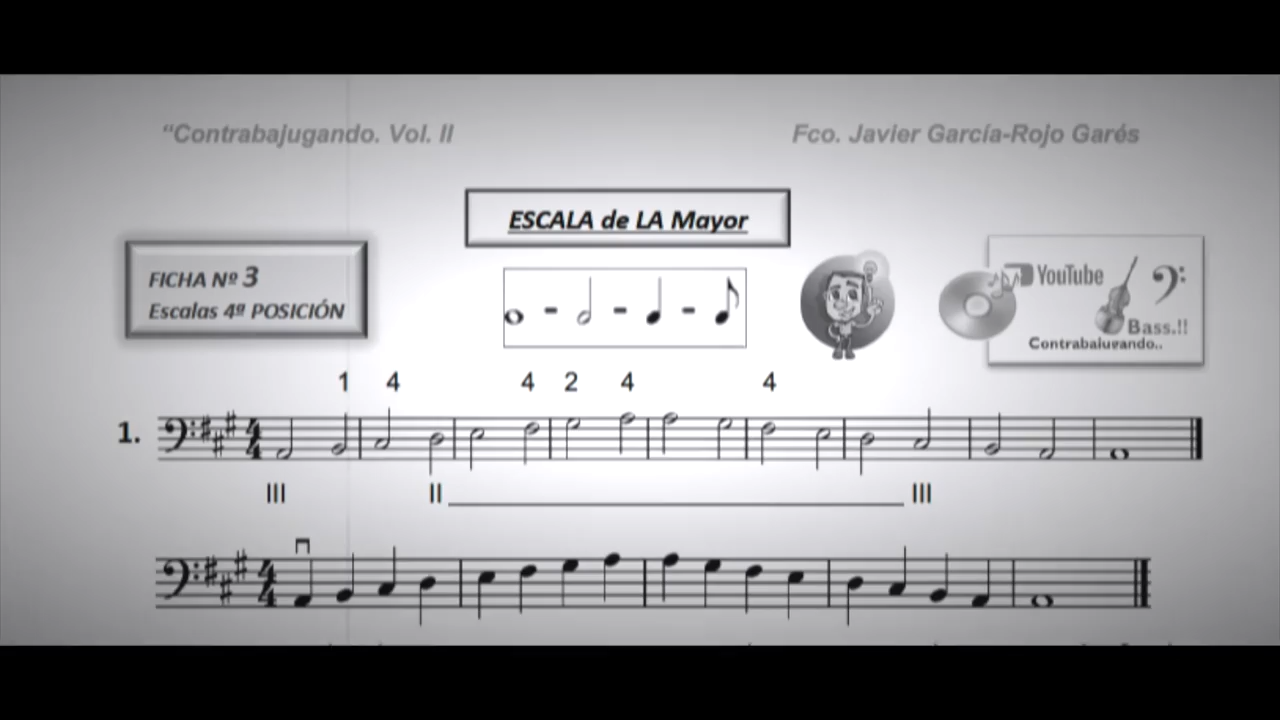 “Contrabajugando. Vol. II
Fco. Javier García-Rojo Garés
ESCALA de LA Mayor
FICHA Nº 3
Escalas 4ª POSICIÓN
YouTube
Bass.!!
Contrabajugando..
1 4 4 2 4 4
1.
III II III